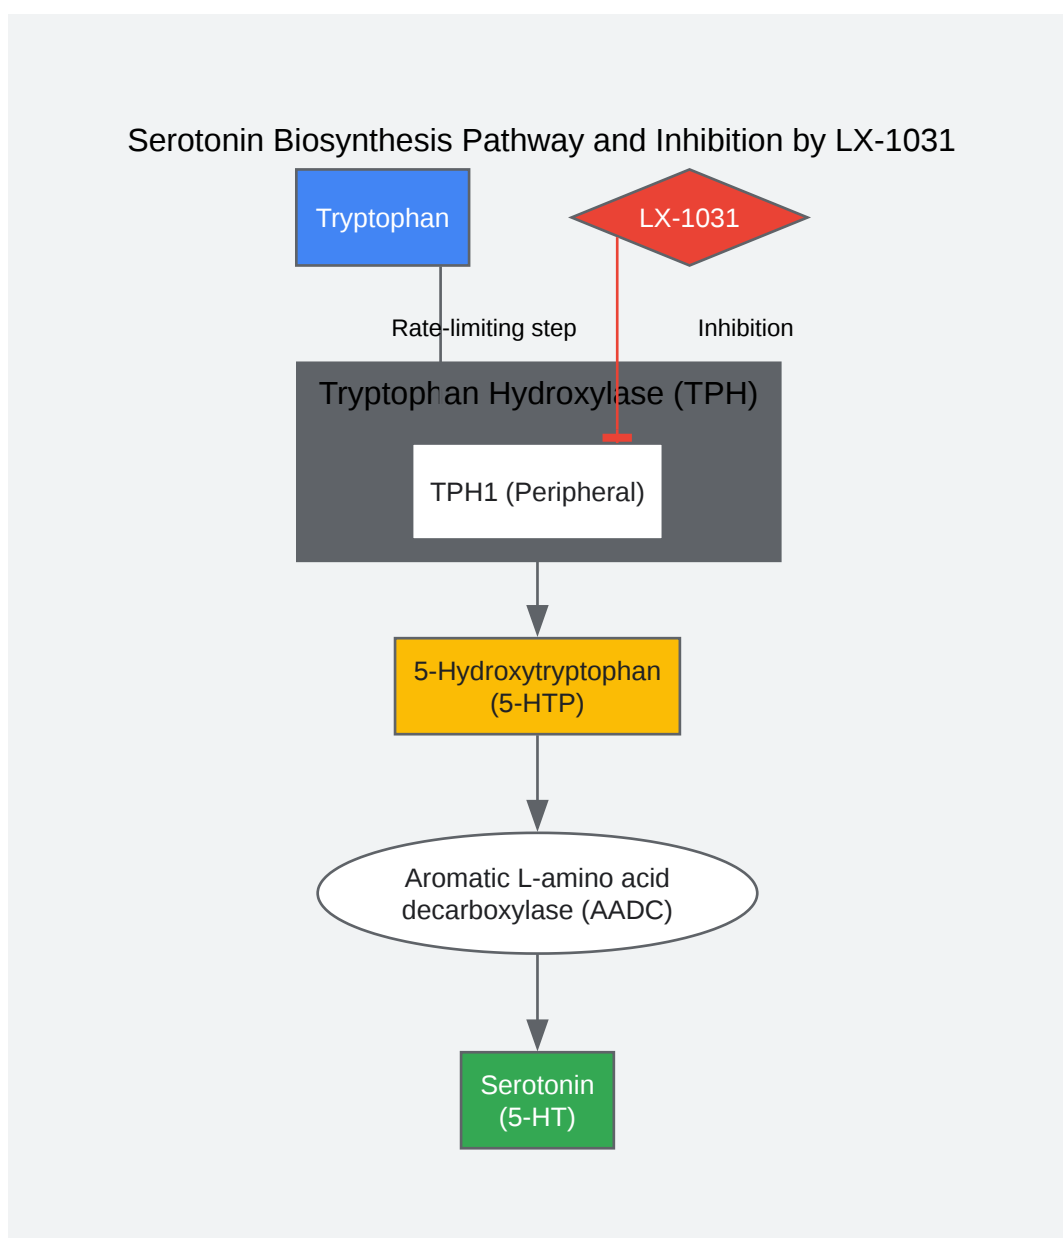 Serotonin Biosynthesis Pathway and Inhibition by LX-1031
Tryptophan
LX-1031
Rate-limiting step
Inhibition
Tryptophan Hydroxylase (TPH)
TPH1 (Peripheral)
5-Hydroxytryptophan
(5-HTP)
Aromatic L-amino acid
decarboxylase (AADC)
Serotonin
(5-HT)